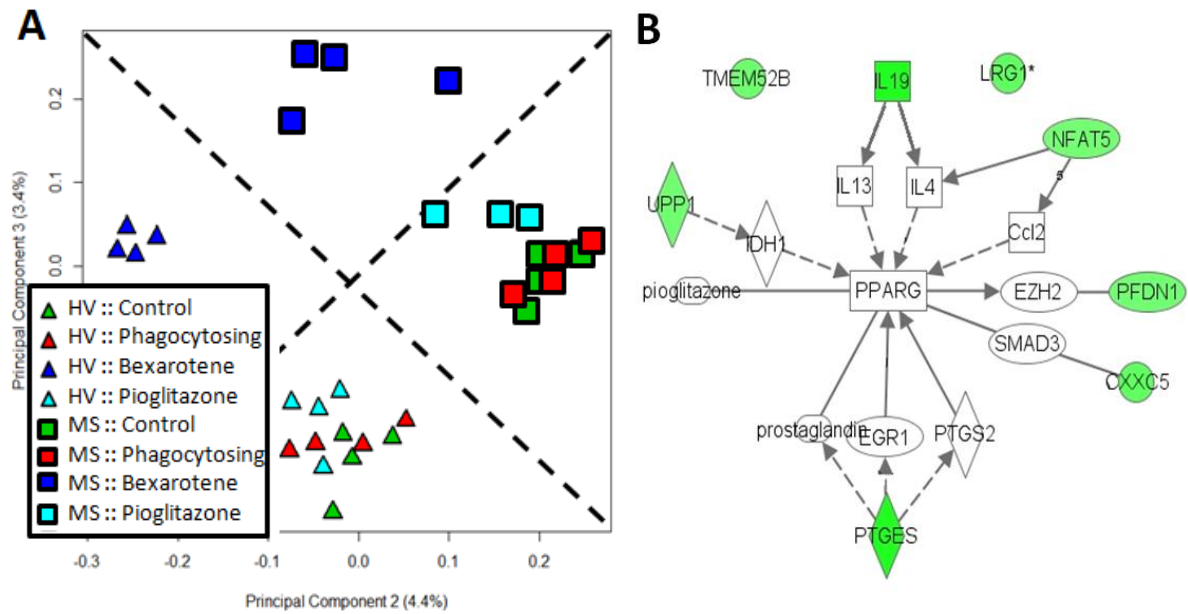 A
Principal Component 3 (3.4%)
0.2
0.1
0.0
HV :: Control
HV :: Phagocytosing
HV :: Bexarotene
HV :: Pioglitazone
MS :: Control
MS :: Phagocytosing
MS :: Bexarotene
MS :: Pioglitazone
-0.3
-0.2
-0.1
0.0
0.1
0.2
Principal Component 2 (4.4%)
B
TMEM52B
IL19
LRG1*
NFAT5
IL13
IL4
5
UPP1
IDH1
Ccl2
pioglitazone
PPARG
EZH2
PFDN1
SMAD3
CXXC5
prostaglandin
EGR1
PTGS2
PTGES